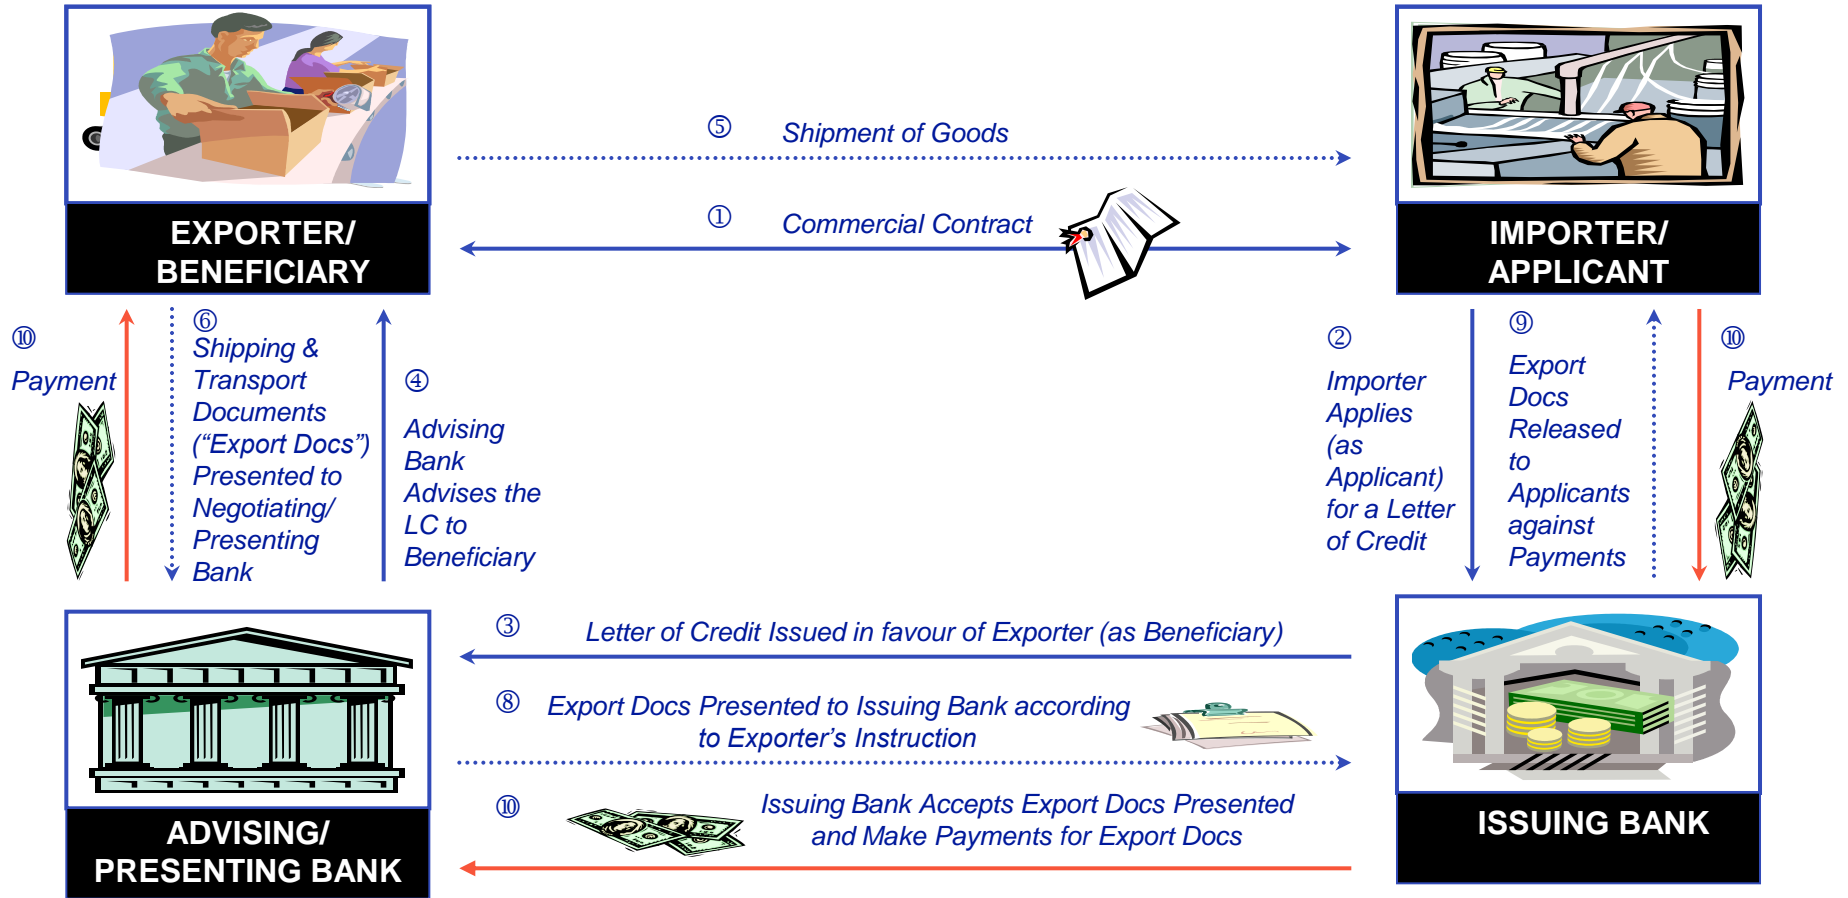 ⑤ Shipment of Goods
① Commercial Contract
EXPORTER/
BENEFICIARY
IMPORTER/
APPLICANT
⑩
Payment
⑥
Shipping &
Transport
Documents
(“Export Docs”)
Presented to
Negotiating/
Presenting
Bank
④
Advising
Bank
Advises the
LC to
Beneficiary
②
Importer
Applies
(as
Applicant)
for a Letter
of Credit
⑨
Export
Docs
Released
to
Applicants
against
Payments
⑩
Payment
③ Letter of Credit Issued in favour of Exporter (as Beneficiary)
⑧ Export Docs Presented to Issuing Bank according
to Exporter’s Instruction
⑩ Issuing Bank Accepts Export Docs Presented
and Make Payments for Export Docs
ADVISING/
PRESENTING BANK
ISSUING BANK